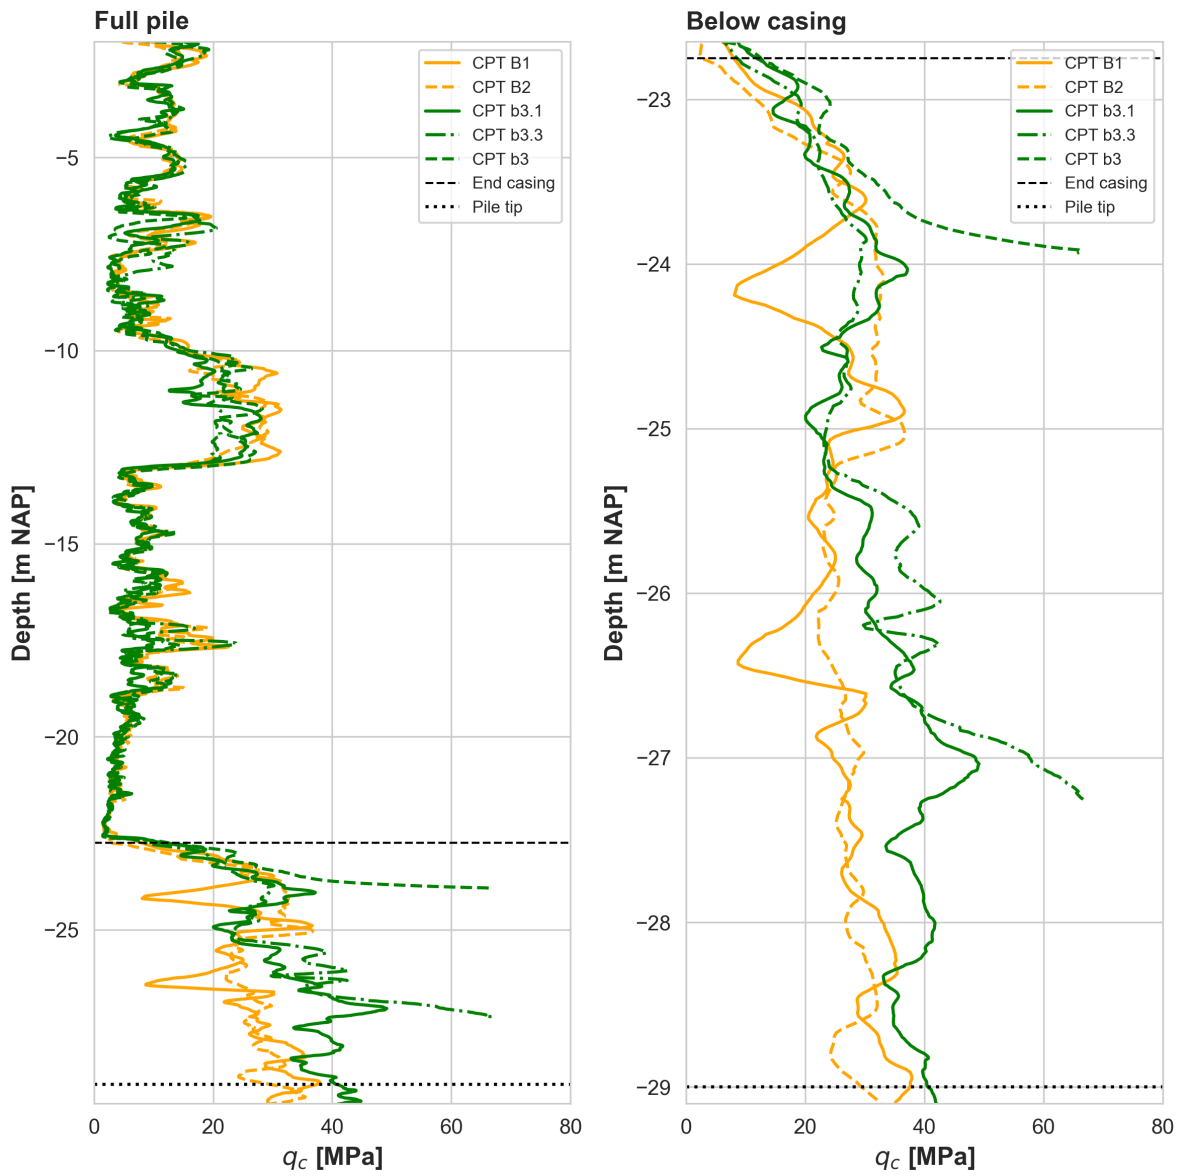 Full pile
CPT B1
CPT B2
CPT b3.1
CPT b3.3
CPT b3
End casing
Pile tip
−5
−10
−15
−20
−25
Depth [m NAP]
0 20 40 60 80
q_c [MPa]
Below casing
CPT B1
CPT B2
CPT b3.1
CPT b3.3
CPT b3
End casing
Pile tip
−23
−24
−25
−26
−27
−28
−29
Depth [m NAP]
0 20 40 60 80
q_c [MPa]